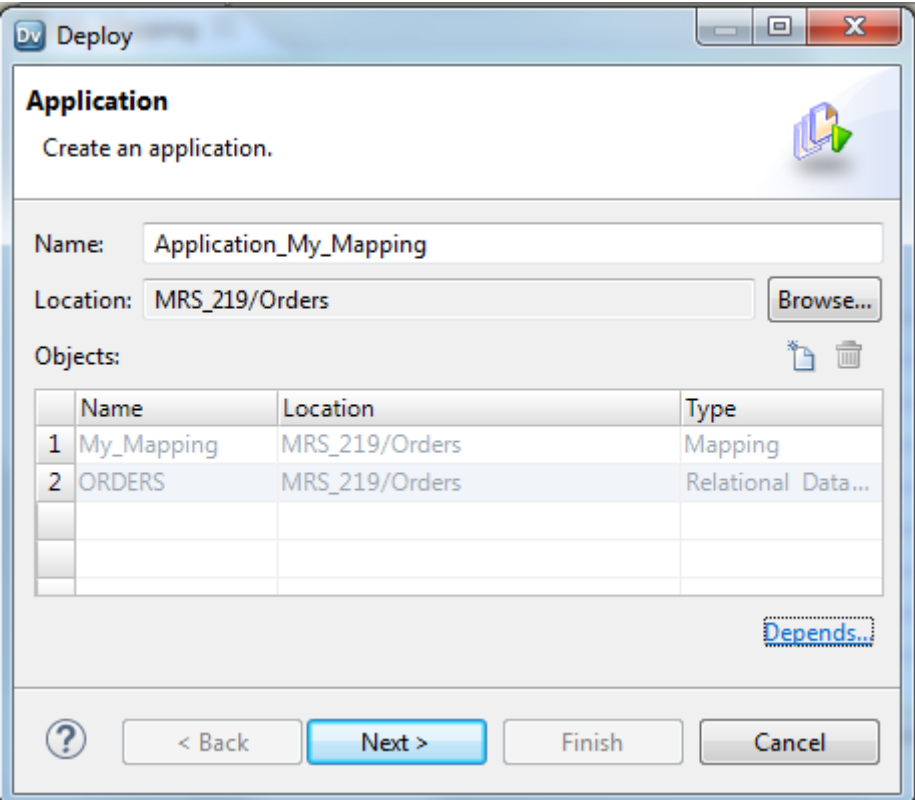 Dv Deploy
Application
Create an application.
Name: Application_My_Mapping
Location: MRS_219/Orders Browse...
Objects:
Name Location Type
1 My_Mapping MRS_219/Orders Mapping
2 ORDERS MRS_219/Orders Relational Data...
Depends...
? < Back Next > Finish Cancel